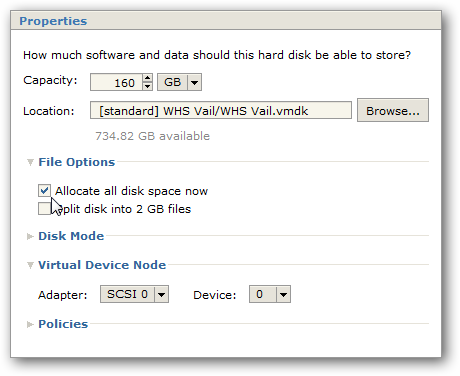 Properties
How much software and data should this hard disk be able to store?
Capacity: 160 GB
Location: [standard] WHS Vail/WHS Vail.vmdk Browse...
734.82 GB available
File Options
Allocate all disk space now
Split disk into 2 GB files
Disk Mode
Virtual Device Node
Adapter: SCSI 0 Device: 0
Policies